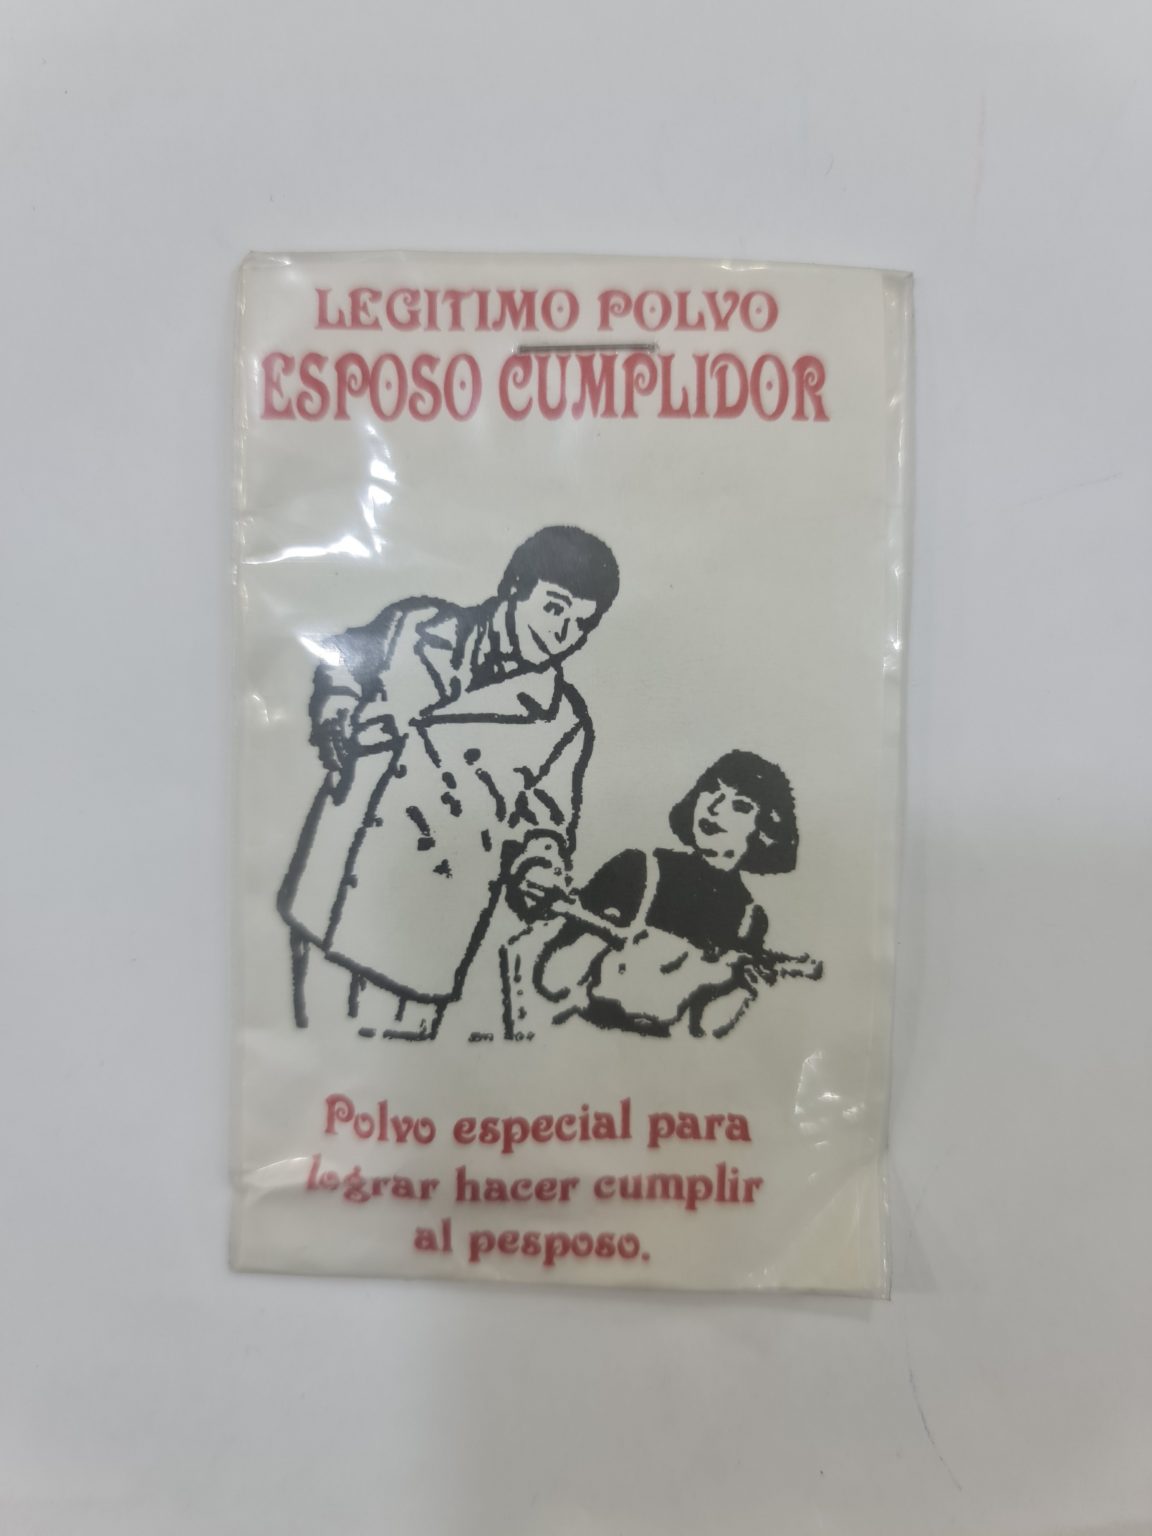 LEGITIMO POLVO
ESPOSO CUMPLIDOR
Polvo especial para
lograr hacer cumplir
al pesposo.